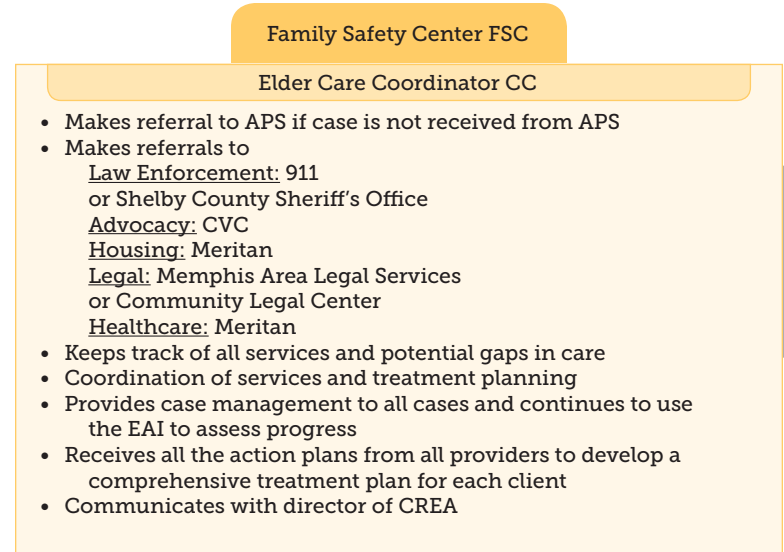 Family Safety Center FSC
Elder Care Coordinator CC
• Makes referral to APS if case is not received from APS
• Makes referrals to
Law Enforcement: 911
or Shelby County Sheriff’s Office
Advocacy: CVC
Housing: Meritan
Legal: Memphis Area Legal Services
or Community Legal Center
Healthcare: Meritan
• Keeps track of all services and potential gaps in care
• Coordination of services and treatment planning
• Provides case management to all cases and continues to use
the EAI to assess progress
• Receives all the action plans from all providers to develop a
comprehensive treatment plan for each client
• Communicates with director of CREA